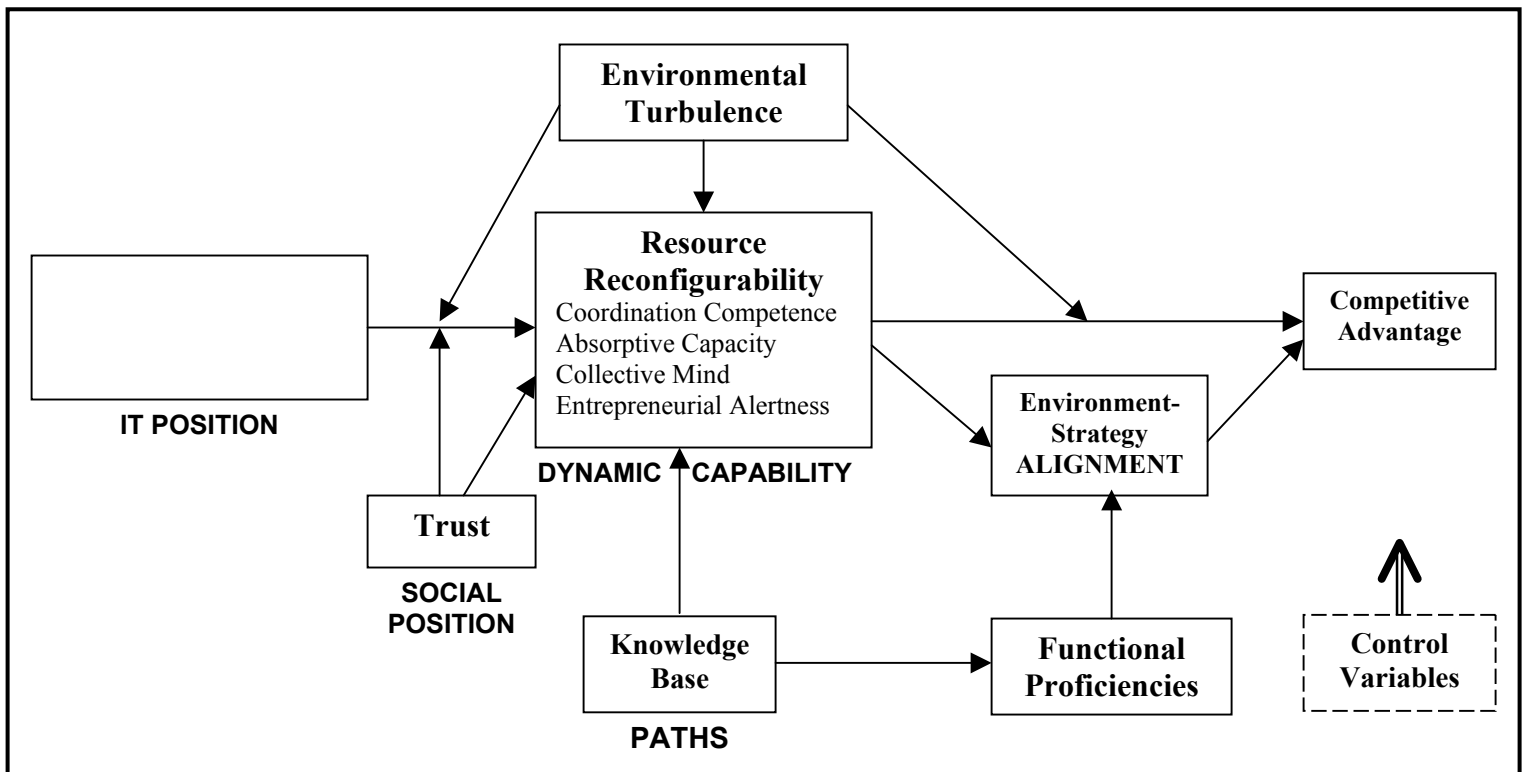 Environmental
Turbulence
Resource
Reconfigurability
Coordination Competence
Absorptive Capacity
Collective Mind
Entrepreneurial Alertness
DYNAMIC CAPABILITY
IT POSITION
Trust
SOCIAL
POSITION
Competitive
Advantage
Environment-
Strategy
ALIGNMENT
Knowledge
Base
PATHS
Functional
Proficiencies
Control
Variables